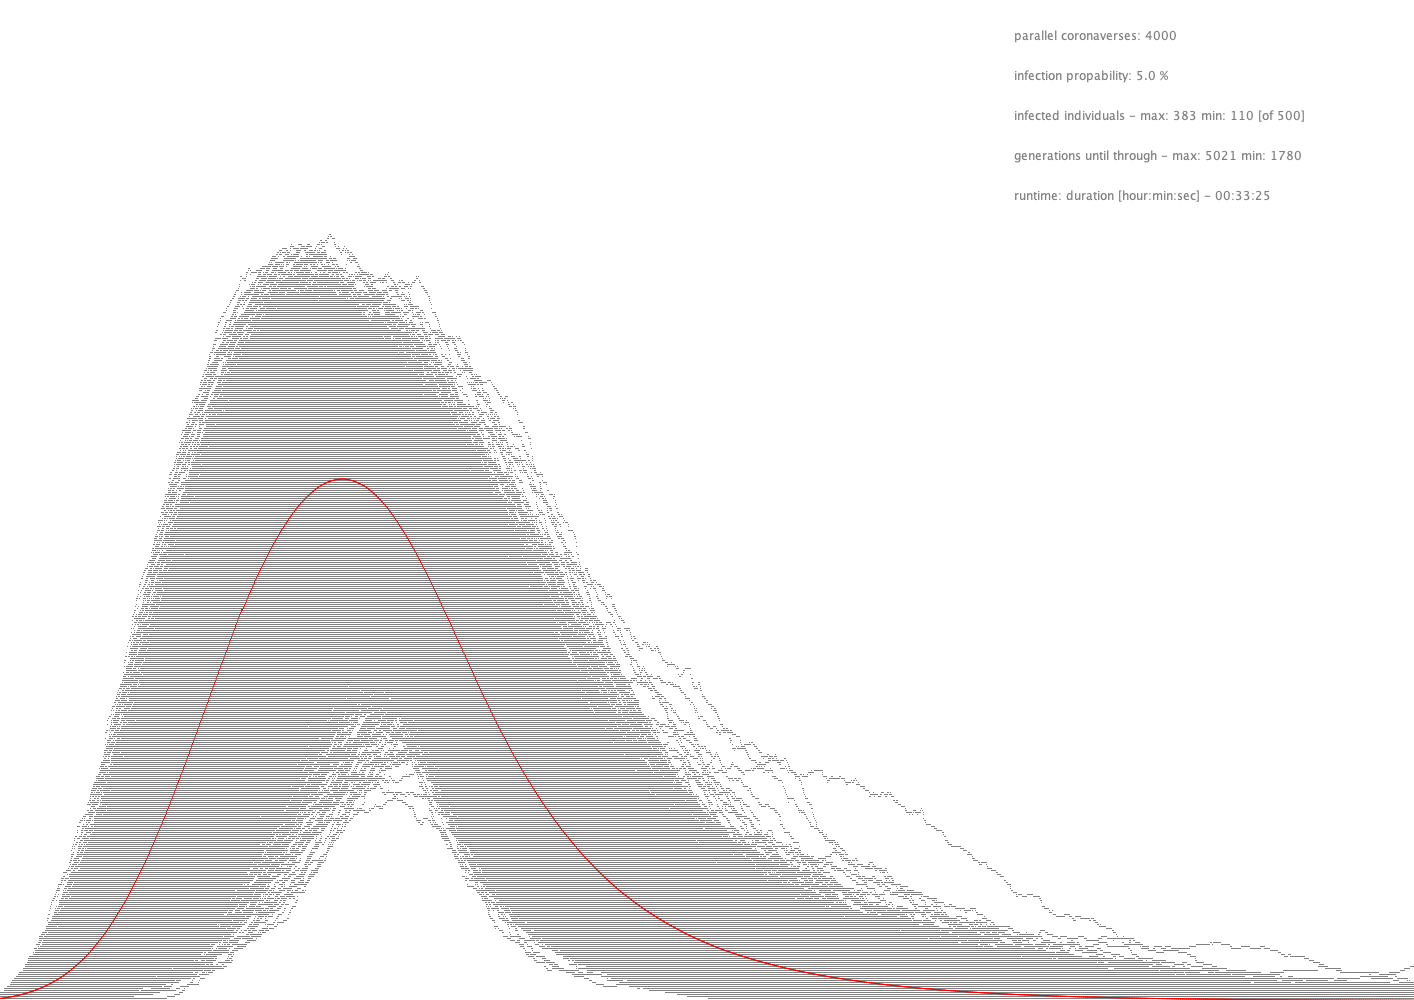 parallel coronaverses: 4000
infection propability: 5.0 %
infected individuals - max: 383 min: 110 [of 500]
generations until through - max: 5021 min: 1780
runtime: duration [hour:min:sec] - 00:33:25